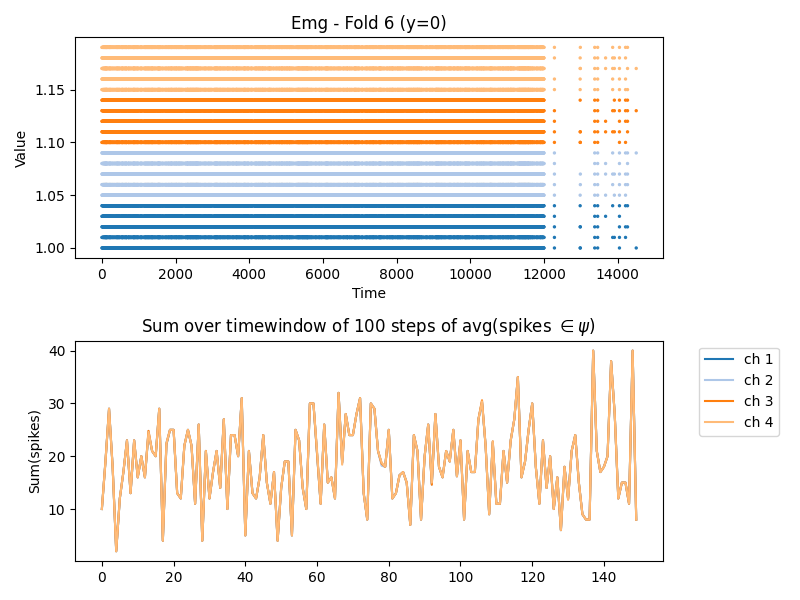 Emg - Fold 6 (y=0)
Value
1.15
1.10
1.05
1.00
0 2000 4000 6000 8000 10000 12000 14000
Time
Sum over timewindow of 100 steps of avg(spikes ∈ψ)
Sum(spikes)
40
30
20
10
0 20 40 60 80 100 120 140
ch 1
ch 2
ch 3
ch 4